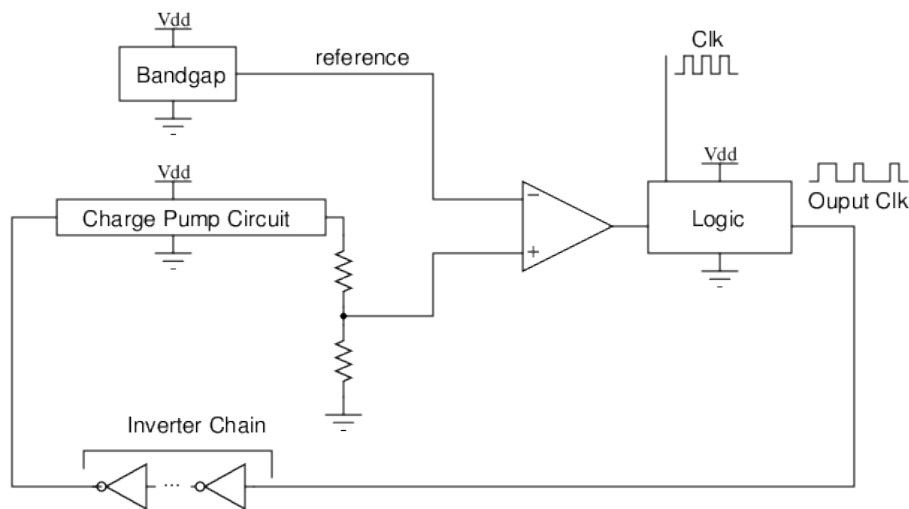 Vdd
Bandgap
reference
Clk
Vdd
Charge Pump Circuit
Vdd
Logic
Ouput Clk
−
+
Inverter Chain
...